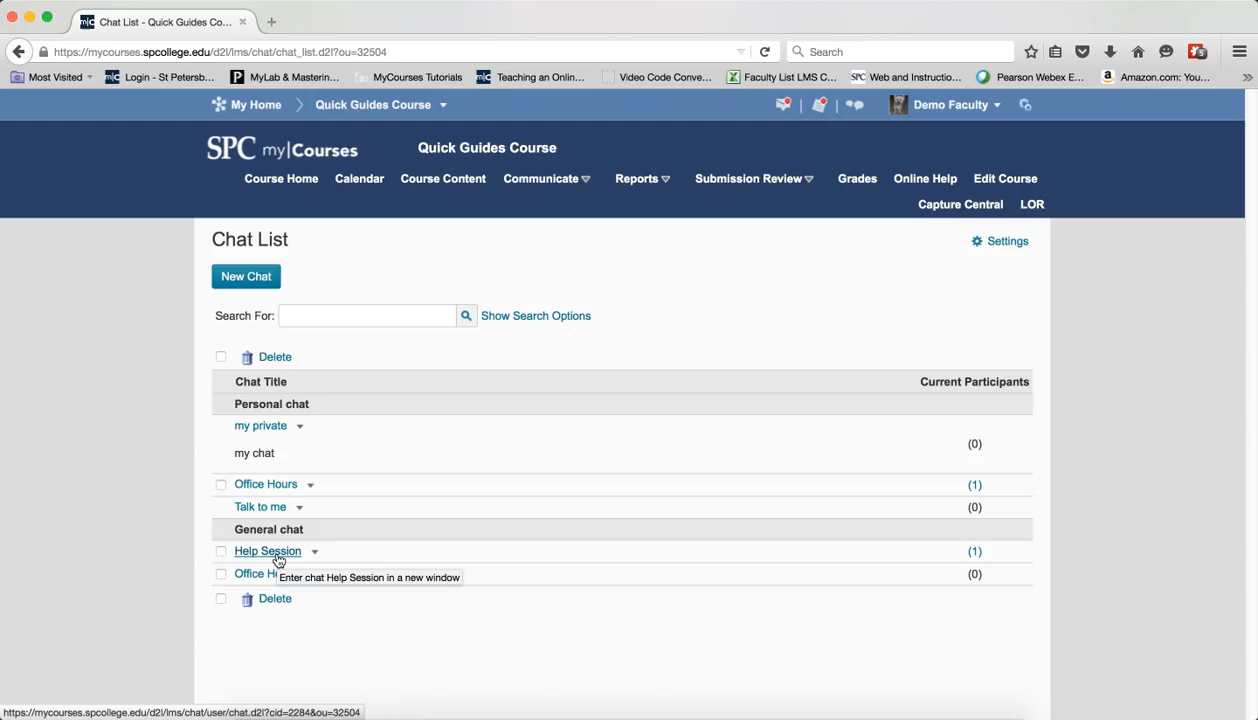 Chat List - Quick Guides Co...
https://mycourses.spcollege.edu/d2l/lms/chat/chat_list.d2l?ou=32504
Search
Most Visited
Login - St Petersb...
MyLab & Mastering...
MyCourses Tutorials
Teaching an Onlin...
Video Code Conve...
Faculty List LMS C...
SPC Web and Instructio...
Pearson Webex E...
Amazon.com: You...
My Home
Quick Guides Course
Demo Faculty
SPC my|Courses
Quick Guides Course
Course Home
Calendar
Course Content
Communicate
Reports
Submission Review
Grades
Online Help
Edit Course
Capture Central
LOR
Chat List
Settings
New Chat
Search For:
Show Search Options
Delete
Chat Title
Current Participants
Personal chat
my private
(0)
my chat
Office Hours
(1)
Talk to me
(0)
General chat
Help Session
(1)
Office H
(0)
Enter chat Help Session in a new window
Delete
https://mycourses.spcollege.edu/d2l/lms/chat/user/chat.d2l?cid=2284&ou=32504